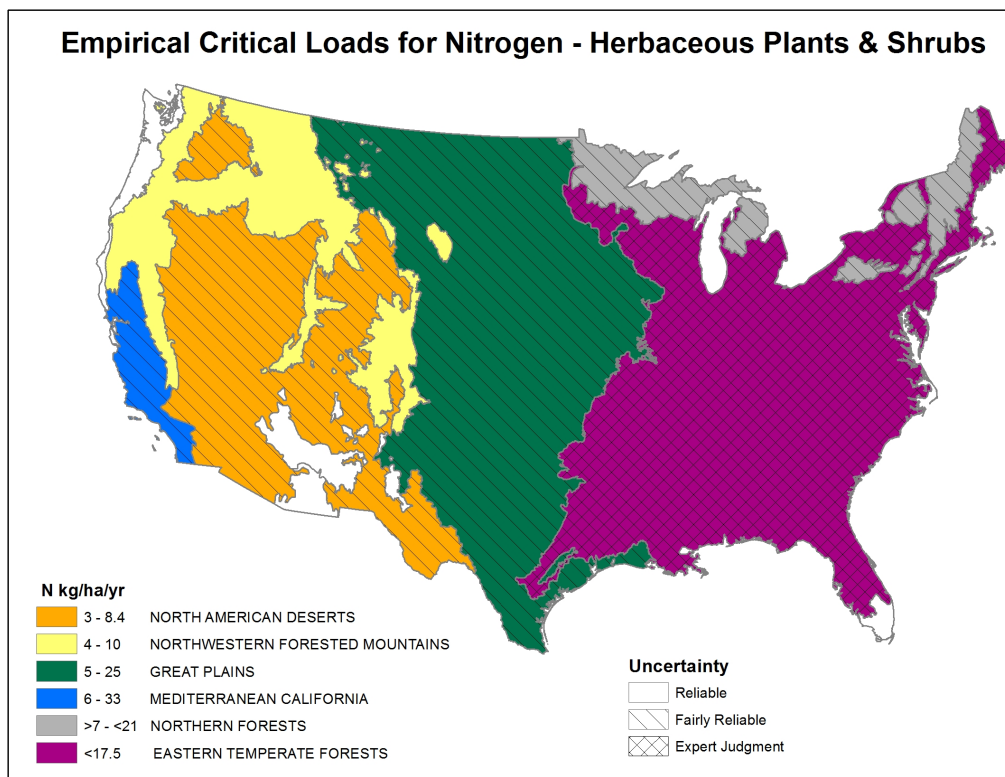 Empirical Critical Loads for Nitrogen - Herbaceous Plants & Shrubs
N kg/ha/yr
3 - 8.4 NORTH AMERICAN DESERTS
4 - 10 NORTHWESTERN FORESTED MOUNTAINS
5 - 25 GREAT PLAINS
6 - 33 MEDITERRANEAN CALIFORNIA
>7 - <21 NORTHERN FORESTS
<17.5 EASTERN TEMPERATE FORESTS
Uncertainty
Reliable
Fairly Reliable
Expert Judgment